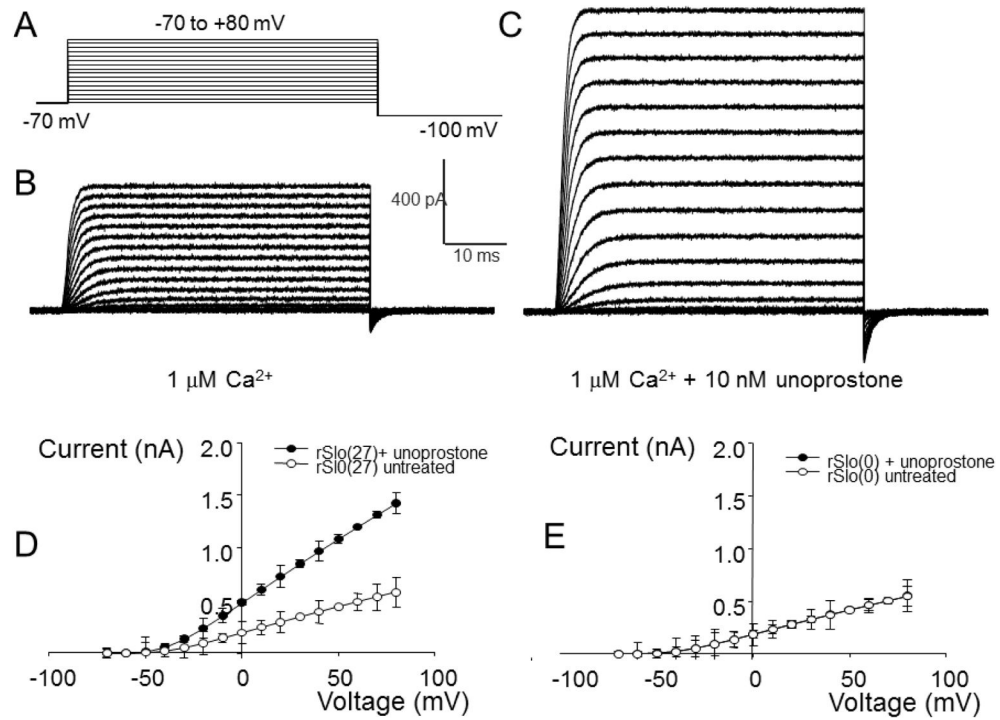 A
-70 to +80 mV
-70 mV
-100 mV
B
400 pA
10 ms
1 μM Ca²⁺
C
1 μM Ca²⁺ + 10 nM unoprostone
D
Current (nA)
2.0
1.5
1.0
0.5
rSlo(27)+ unoprostone
rSl0(27) untreated
-100
-50
0
50
100
Voltage (mV)
E
Current (nA)
2.0
1.5
1.0
0.5
rSlo(0) + unoprostone
rSlo(0) untreated
-100
-50
0
50
100
Voltage (mV)